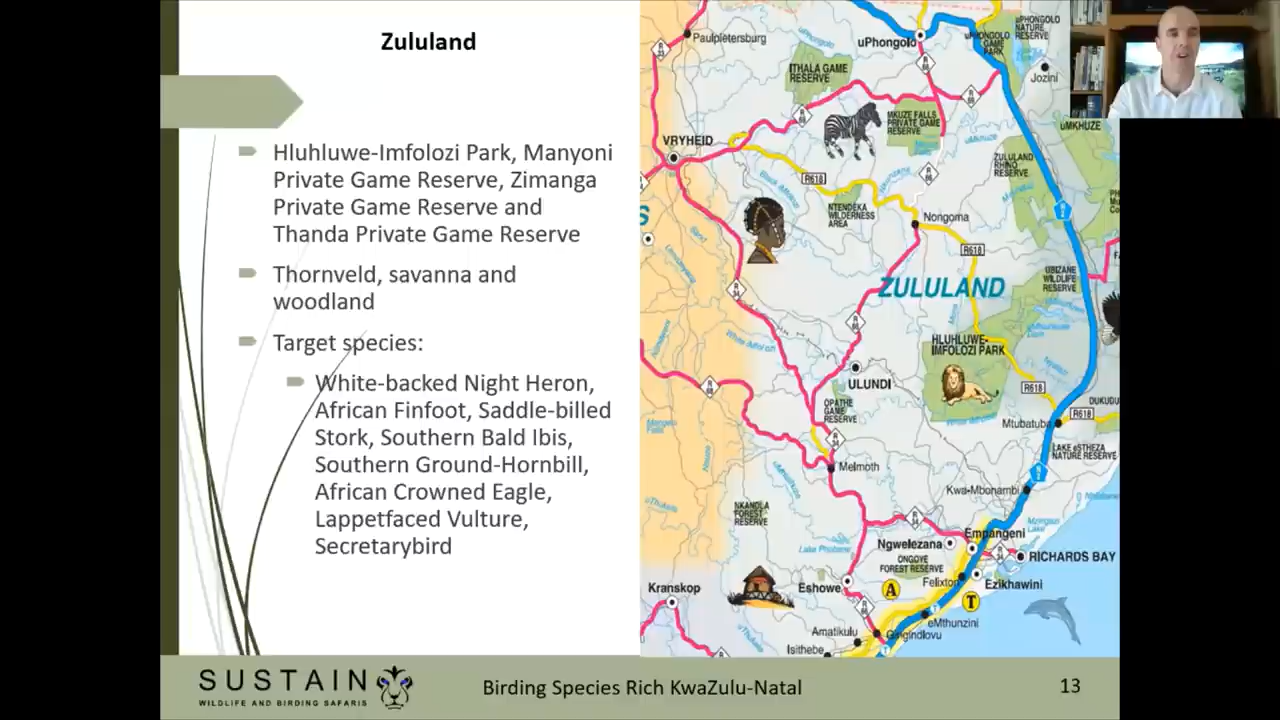 Zululand
Hluhluwe-Imfolozi Park, Manyoni
Private Game Reserve, Zimanga
Private Game Reserve and
Thanda Private Game Reserve
Thornveld, savanna and
woodland
Target species:
White-backed Night Heron,
African Finfoot, Saddle-billed
Stork, Southern Bald Ibis,
Southern Ground-Hornbill,
African Crowned Eagle,
Lappetfaced Vulture,
Secretarybird
Paulpietersburg
uPhongolo
uPHONGOLO
NATURE
RESERVE
uPHONGOLO
GAME
PARK
ITHALA GAME
RESERVE
Jozini
MKUZE FALLS
PRIVATE GAME
RESERVE
uMKHUZE
VRYHEID
ZULULAND
RHINO
RESERVE
R618
NTENDEKA
WILDERNESS
AREA
Nongoma
R618
UBIZANE
WILDLIFE
RESERVE
ZULULAND
HLUHLUWE-
IMFOLOZI PARK
ULUNDI
R618
OPATHE
GAME
RESERVE
DUKUDU
R618
Mtubatuba
LAKE eSTHEZA
NATURE RESERVE
Melmoth
Kwa-Mbonambi
NKANDLA
FOREST
RESERVE
Empangeni
Ngwelezana
RICHARDS BAY
ONGOYE
FOREST RESERVE
Felixton
Ezikhawini
Kranskop
Eshowe
A
T
eMthunzini
Amatikulu
Gingindlovu
Isithebe
SUSTAIN
WILDLIFE AND BIRDING SAFARIS
Birding Species Rich KwaZulu-Natal
13